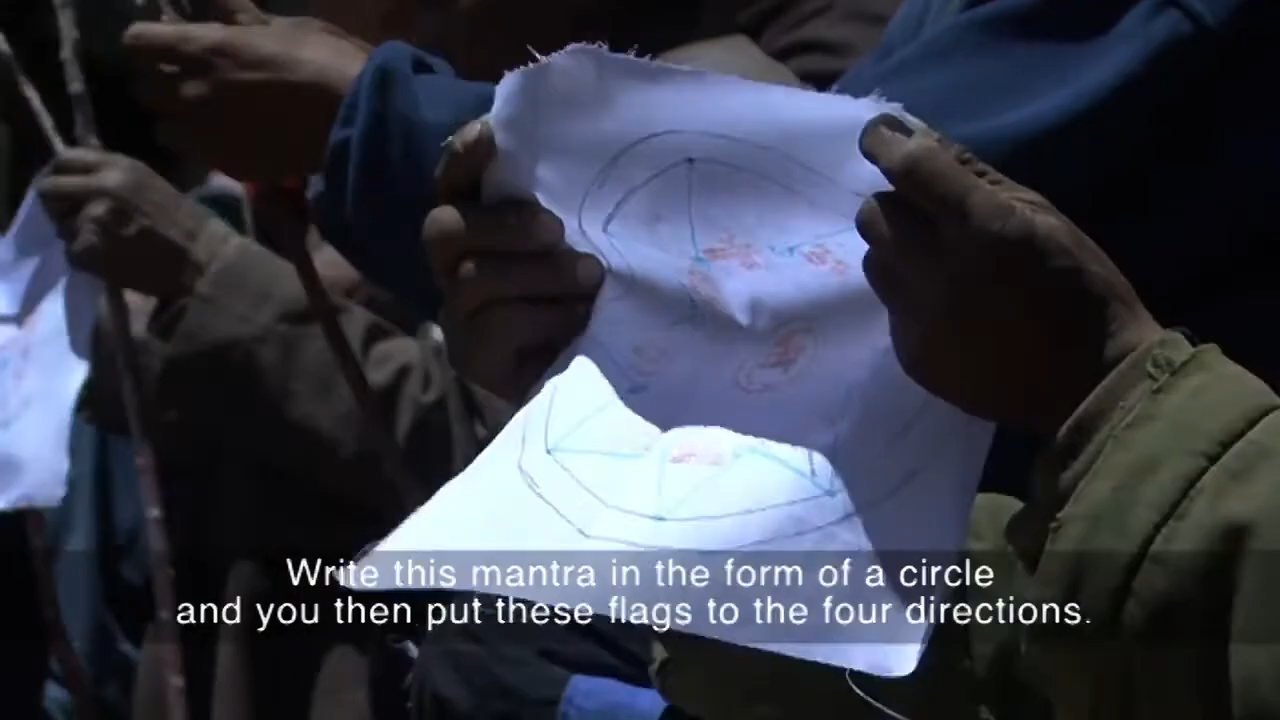 Write this mantra in the form of a circle
and you then put these flags to the four directions.